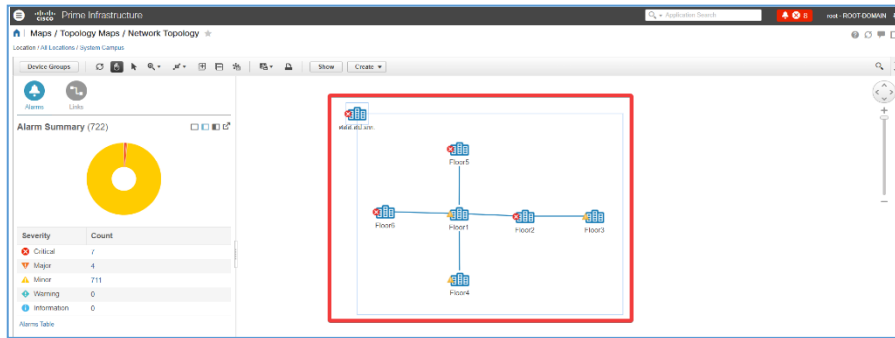 cisco Prime Infrastructure
Application Search
8
root - ROOT-DOMAIN
Maps / Topology Maps / Network Topology
Location / All Locations / System Campus
Device Groups
Show
Create
Alarms
Links
Alarm Summary (722)
Severity Count
Critical 7
Major 4
Minor 711
Warning 0
Information 0
Alarms Table
Floor5
Floor6
Floor1
Floor2
Floor3
Floor4